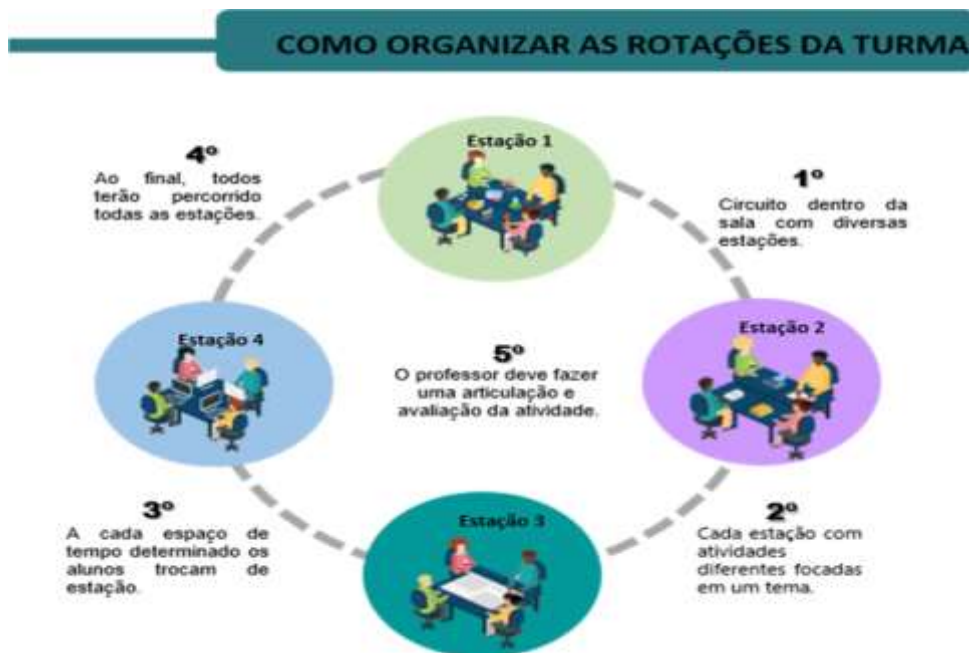 COMO ORGANIZAR AS ROTAÇÕES DA TURMA
Estação 1
4º
Ao final, todos
terão percorrido
todas as estações.
1º
Circuito dentro da
sala com diversas
estações.
Estação 4
Estação 2
5º
O professor deve fazer
uma articulação e
avaliação da atividade.
3º
A cada espaço de
tempo determinado os
alunos trocam de
estação.
Estação 3
2º
Cada estação com
atividades
diferentes focadas
em um tema.